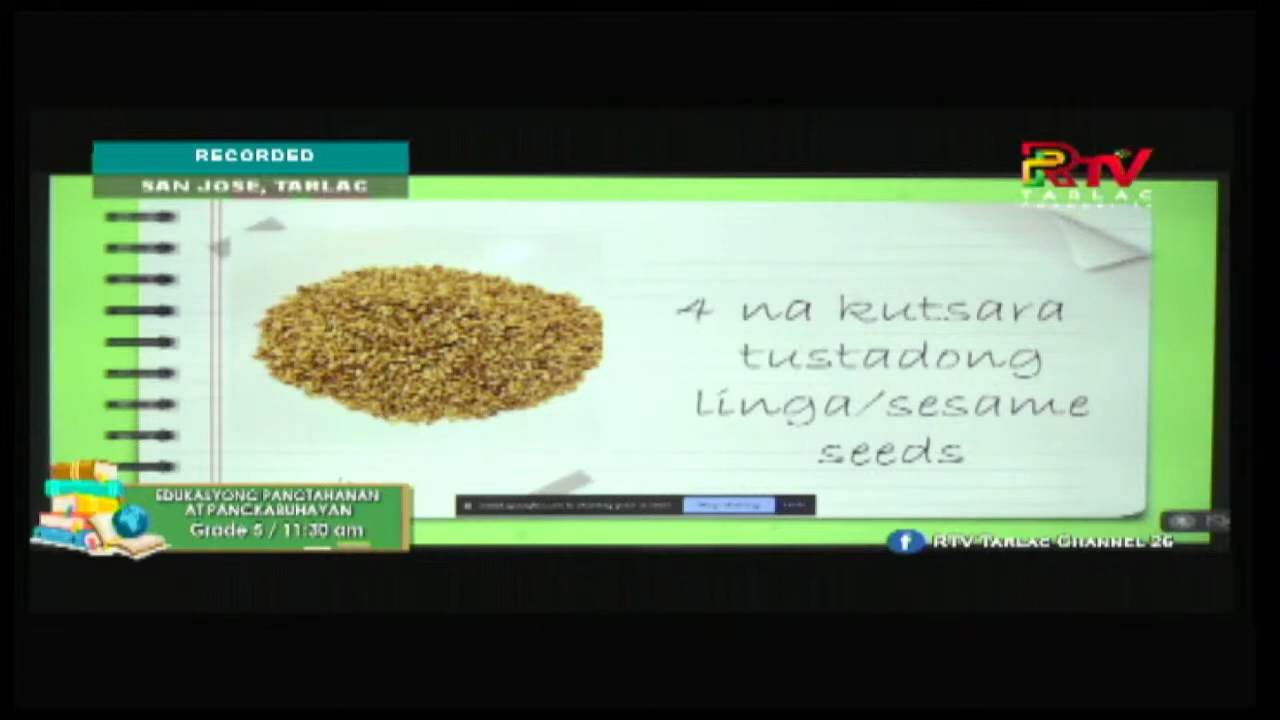 RECORDED
SAN JOSE, TARLAC
RTV
TARLAC
4 na kutsara
tustadong
linga/sesame
seeds
EDUKASYONG PANGTAHANAN
AT PANGKABUHAYAN
Grade 5 / 11:30 am
f RTV TARLAC CHANNEL 26